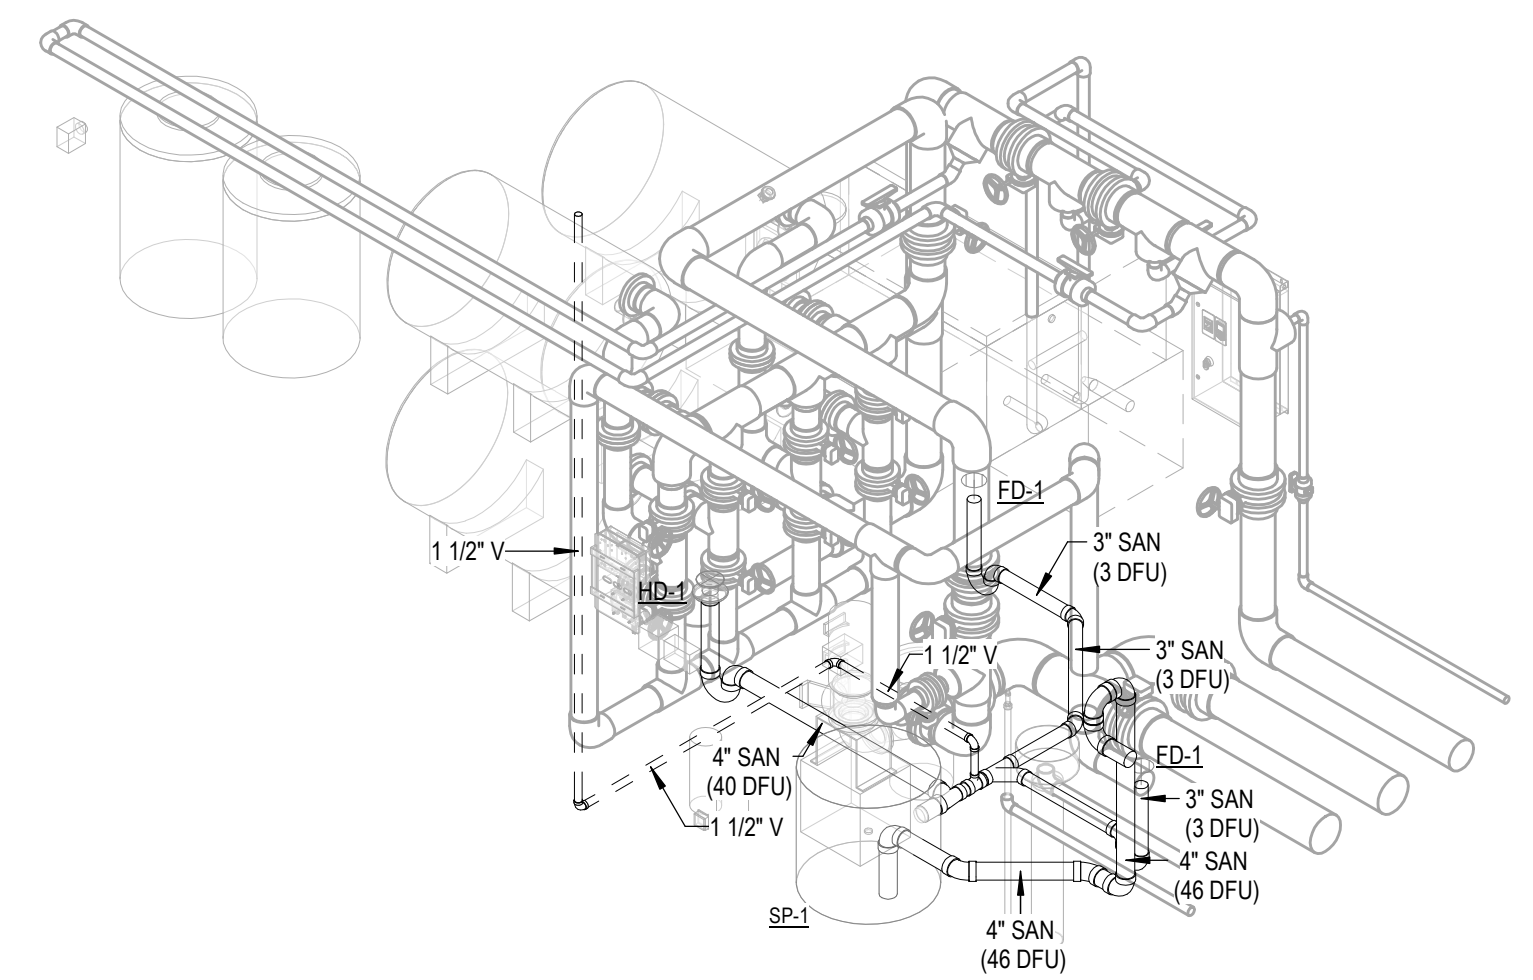 FD-1
1 1/2" V
3" SAN
(3 DFU)
HD-1
1 1/2" V
3" SAN
(3 DFU)
4" SAN
(40 DFU)
FD-1
3" SAN
(3 DFU)
1 1/2" V
4" SAN
(46 DFU)
SP-1
4" SAN
(46 DFU)